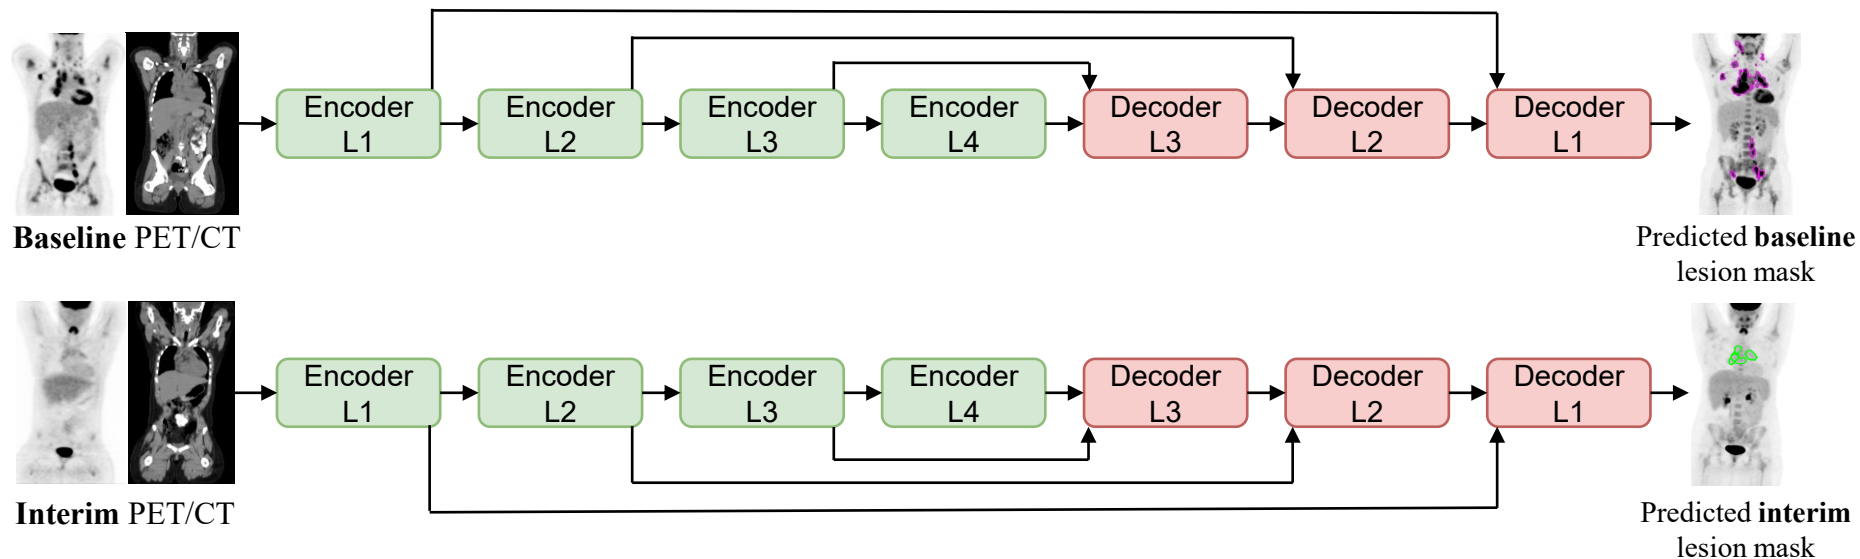 Encoder
L1
Encoder
L2
Encoder
L3
Encoder
L4
Decoder
L3
Decoder
L2
Decoder
L1
Baseline PET/CT
Predicted baseline
lesion mask
Encoder
L1
Encoder
L2
Encoder
L3
Encoder
L4
Decoder
L3
Decoder
L2
Decoder
L1
Interim PET/CT
Predicted interim
lesion mask